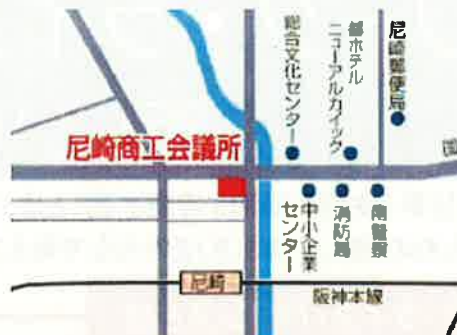 尼崎郵便局
都ホテル
ニューアルカイック
総合文化センター
尼崎商工会議所
国
中小企業
センター
消防局
南警察
尼崎
阪神本線